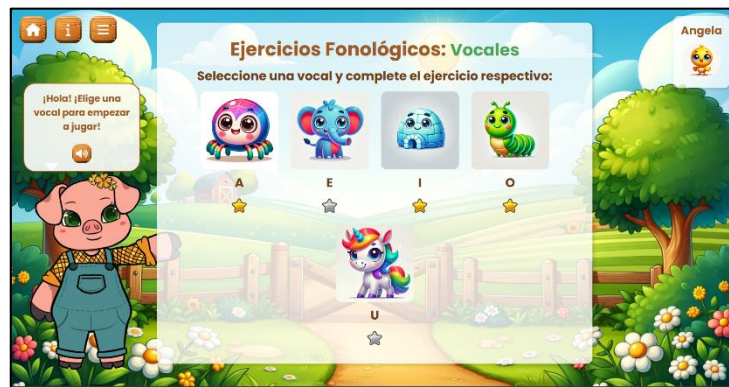 Angela
Ejercicios Fonológicos: Vocales
Seleccione una vocal y complete el ejercicio respectivo:
¡Hola! ¡Elige una
vocal para empezar
a jugar!
A
E
I
O
U